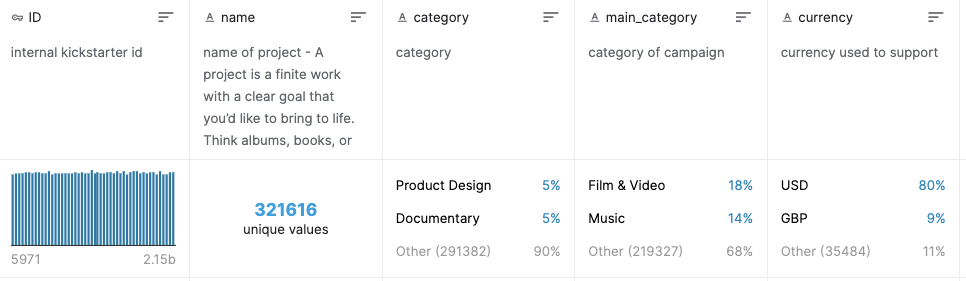 ID
name
category
main_category
currency
internal kickstarter id
name of project - A
project is a finite work
with a clear goal that
you'd like to bring to life.
Think albums, books, or
category
category of campaign
currency used to support
5971
2.15b
321616
unique values
Product Design 5%
Documentary 5%
Other (291382) 90%
Film & Video 18%
Music 14%
Other (219327) 68%
USD 80%
GBP 9%
Other (35484) 11%